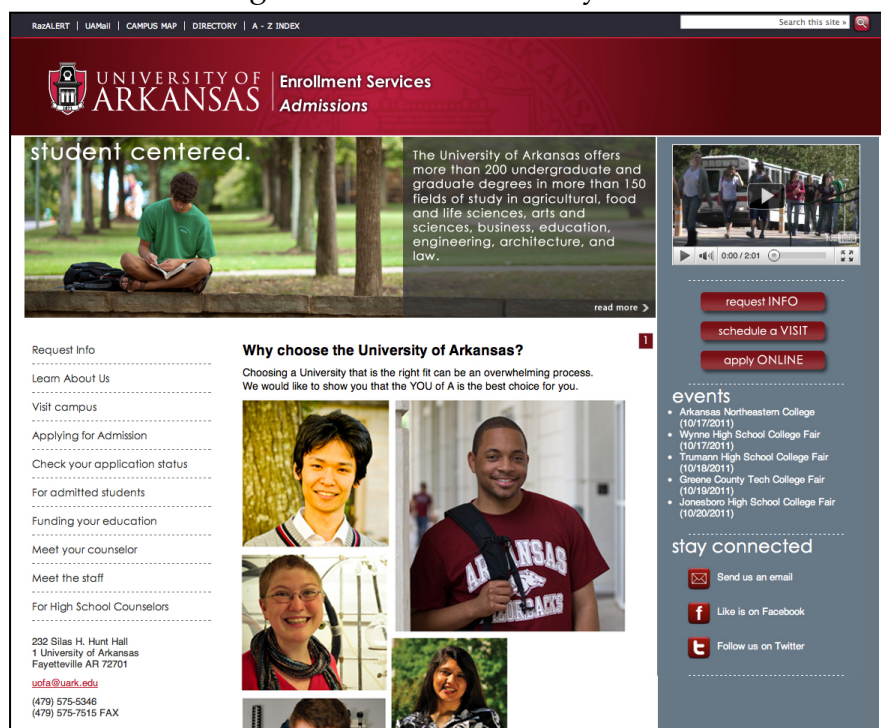 RazALERT | UAMail | CAMPUS MAP | DIRECTORY | A - Z INDEX
Search this site »
UNIVERSITY OF
ARKANSAS
Enrollment Services
Admissions
1871
student centered.
The University of Arkansas offers
more than 200 undergraduate and
graduate degrees in more than 150
fields of study in agricultural, food
and life sciences, arts and
sciences, business, education,
engineering, architecture, and
law.
read more
0:00 / 2:01
request INFO
schedule a VISIT
apply ONLINE
Request Info
Learn About Us
Visit campus
Applying for Admission
Check your application status
For admitted students
Funding your education
Meet your counselor
Meet the staff
For High School Counselors
232 Silas H. Hunt Hall
1 University of Arkansas
Fayetteville AR 72701
uofa@uark.edu
(479) 575-5346
(479) 575-7515 FAX
Why choose the University of Arkansas?
1
Choosing a University that is the right fit can be an overwhelming process.
We would like to show you that the YOU of A is the best choice for you.
ARKANSAS
RAZORBACKS
events
Arkansas Northeastern College
(10/17/2011)
Wynne High School College Fair
(10/17/2011)
Trumann High School College Fair
(10/18/2011)
Greene County Tech College Fair
(10/19/2011)
Jonesboro High School College Fair
(10/20/2011)
stay connected
Send us an email
Like is on Facebook
Follow us on Twitter